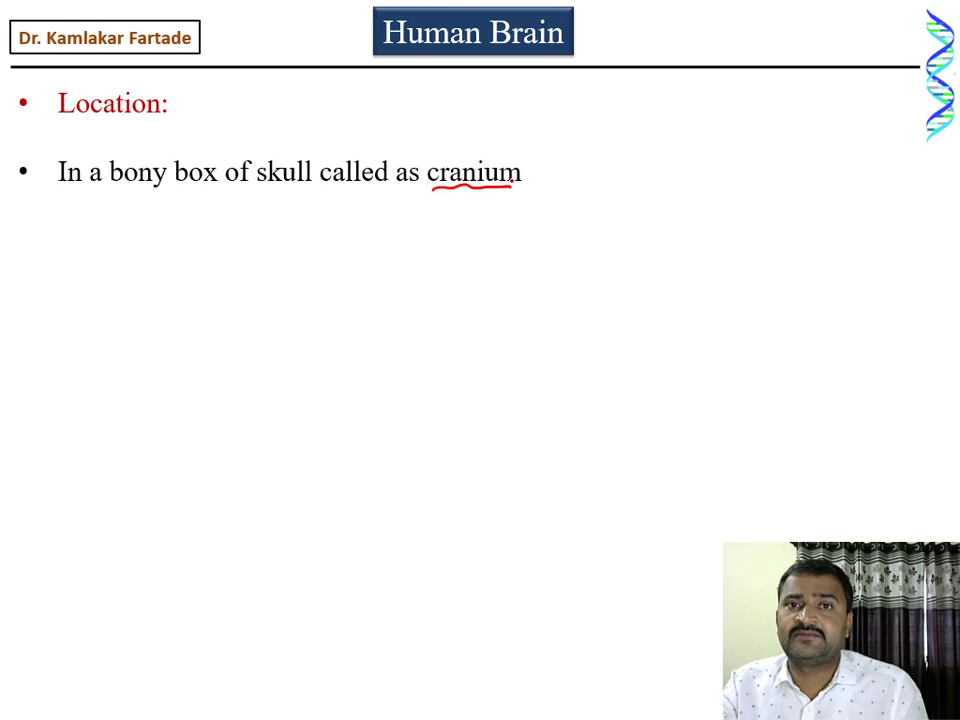 Dr. Kamlakar Fartade
Human Brain
• Location:
• In a bony box of skull called as cranium